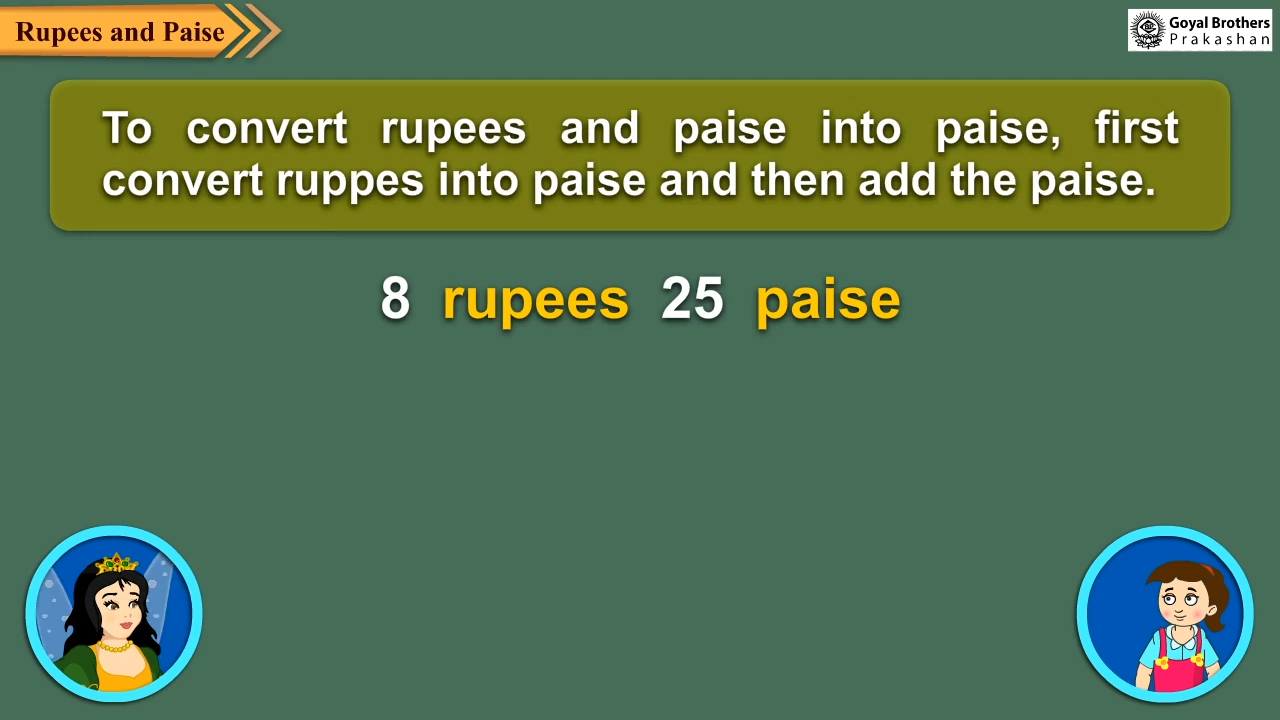 Rupees and Paise
Goyal Brothers
Prakashan
To convert rupees and paise into paise, first
convert ruppes into paise and then add the paise.
8 rupees 25 paise